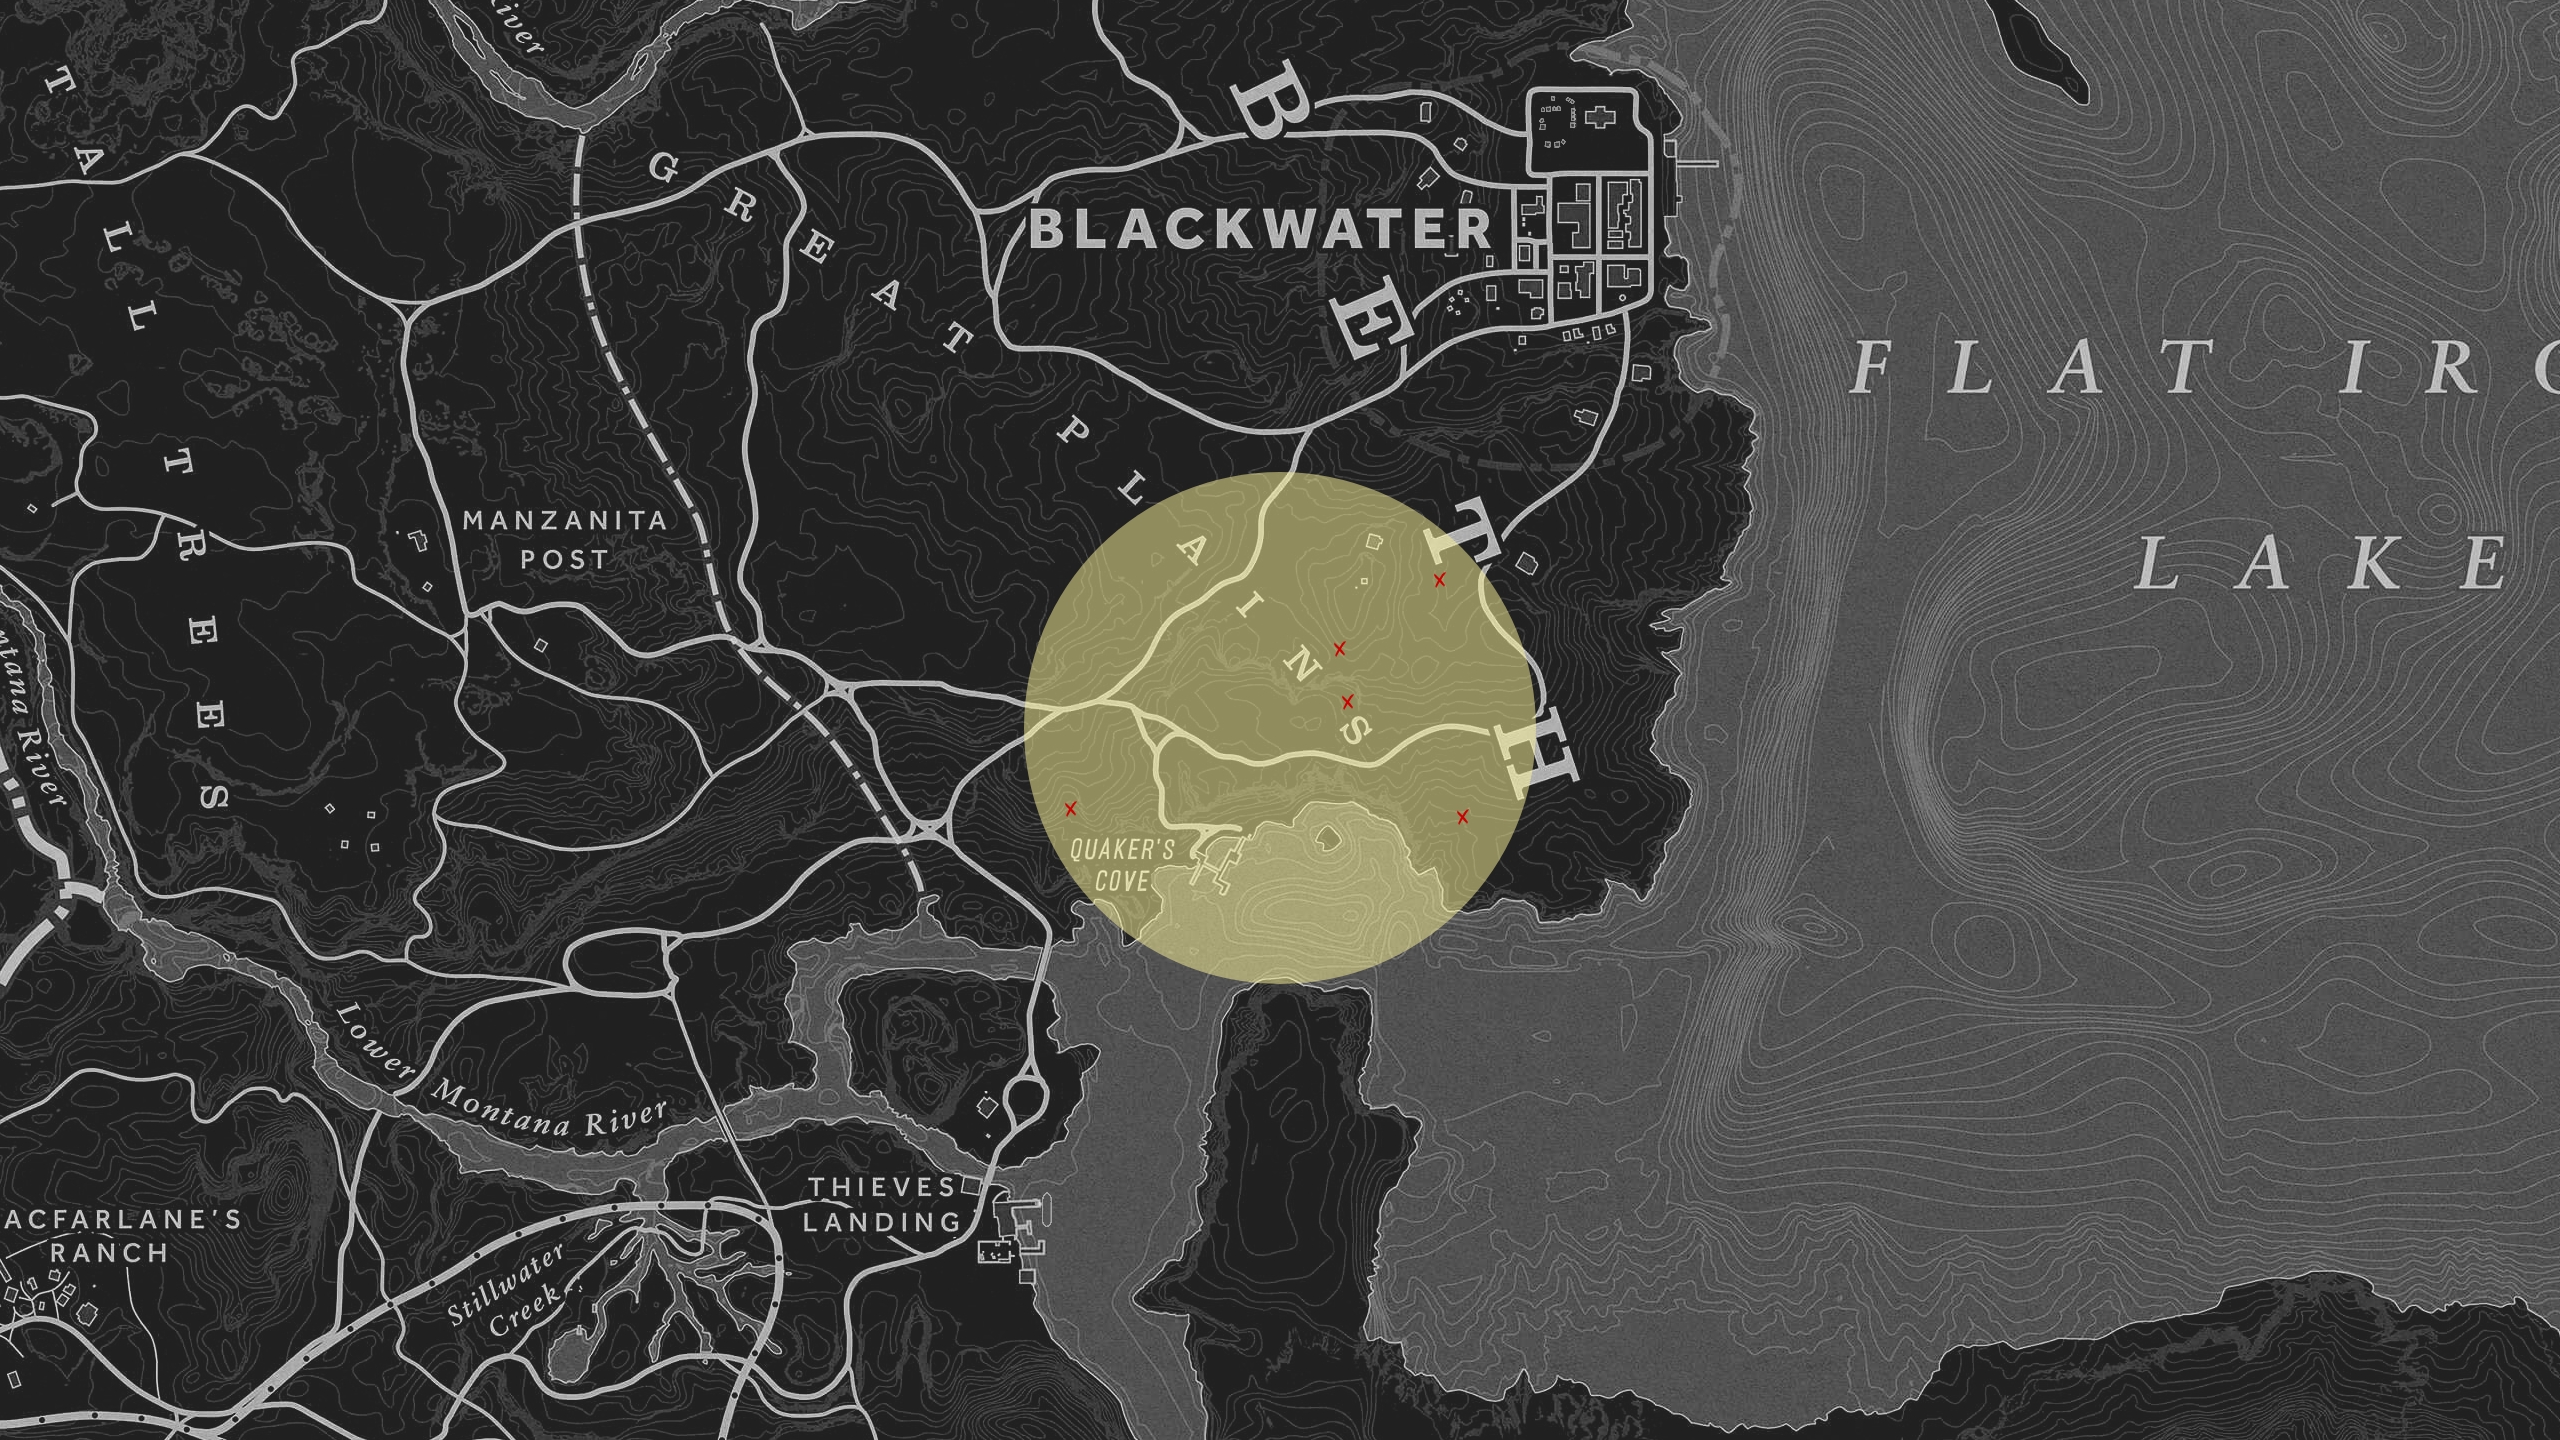 River
TALL TREES
GREAT PLAINS
BETH
BLACKWATER
FLAT IRO
LAKE
MANZANITA
POST
ntana River
QUAKER'S
COVE
Lower Montana River
THIEVES
LANDING
ACFARLANE'S
RANCH
Stillwater
Creek